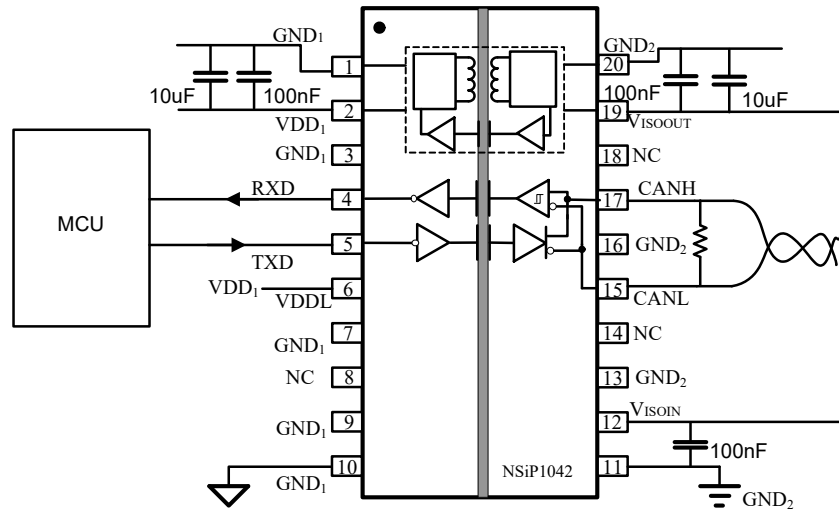 GND₁
1
10uF
100nF
2
VDD₁
GND₁
3
RXD
4
MCU
5
TXD
VDD₁
VDDL
6
7
GND₁
NC
8
9
GND₁
10
GND₁
GND₂
20
100nF
10uF
19
VISOOUT
18
NC
CANH
17
16
GND₂
15
CANL
14
NC
13
GND₂
VISOIN
12
100nF
NSiP1042
11
GND₂